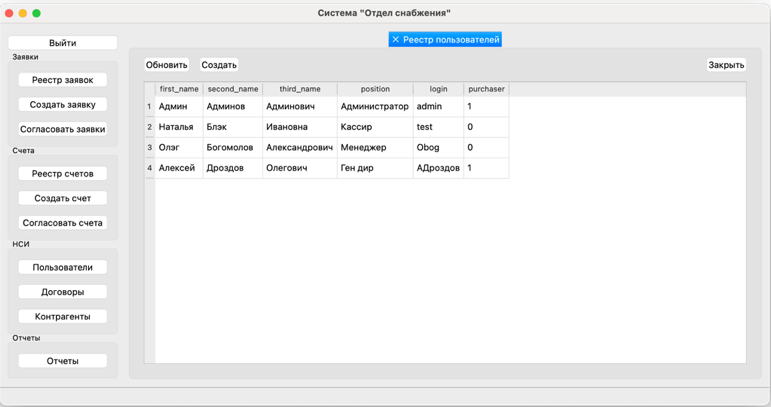 Система "Отдел снабжения"
Выйти
Заявки
Реестр заявок
Создать заявку
Согласовать заявки
Счета
Реестр счетов
Создать счет
Согласовать счета
НСИ
Пользователи
Договоры
Контрагенты
Отчеты
Отчеты
× Реестр пользователей
Обновить Создать Закрыть
first_name second_name third_name position login purchaser
1 Админ Админов Админович Администратор admin 1
2 Наталья Блэк Ивановна Кассир test 0
3 Олэг Богомолов Александрович Менеджер Obog 0
4 Алексей Дроздов Олегович Ген дир АДроздов 1